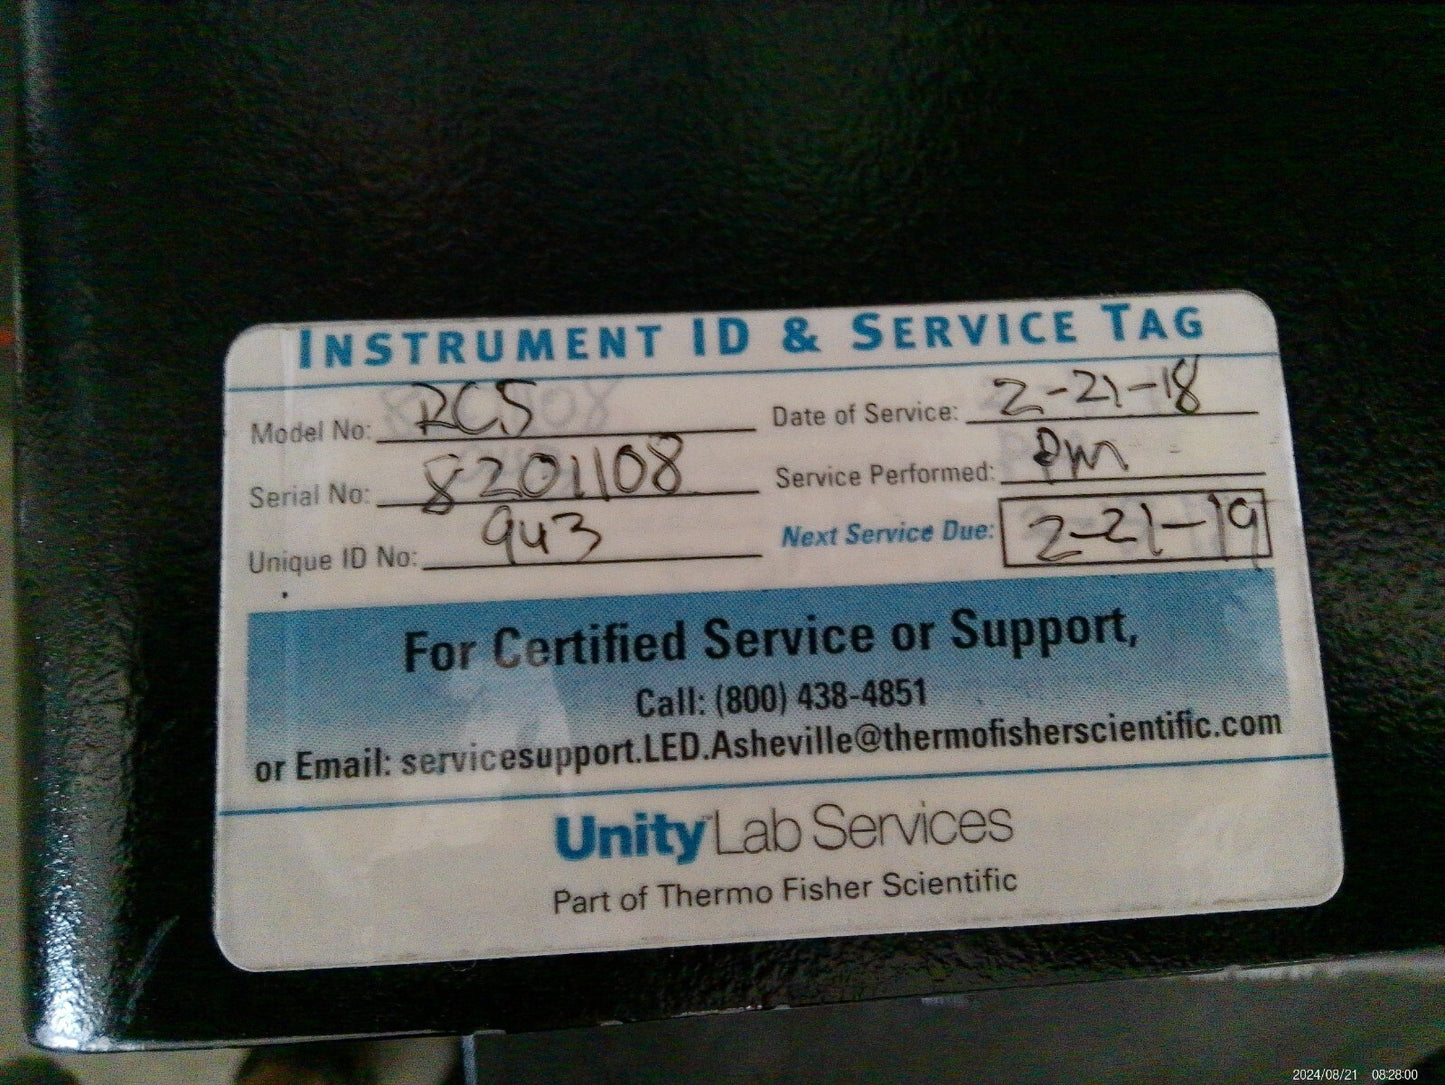 INSTRUMENT ID & SERVICE TAG
Model No: RC5 Date of Service: 2-21-18
Serial No: 8201108 Service Performed: PM
Unique ID No: 943 Next Service Due: 2-21-19
For Certified Service or Support,
Call: (800) 438-4851
or Email: servicesupport.LED.Asheville@thermofisherscientific.com
Unity™Lab Services
Part of Thermo Fisher Scientific
2024/08/21 08:28:00